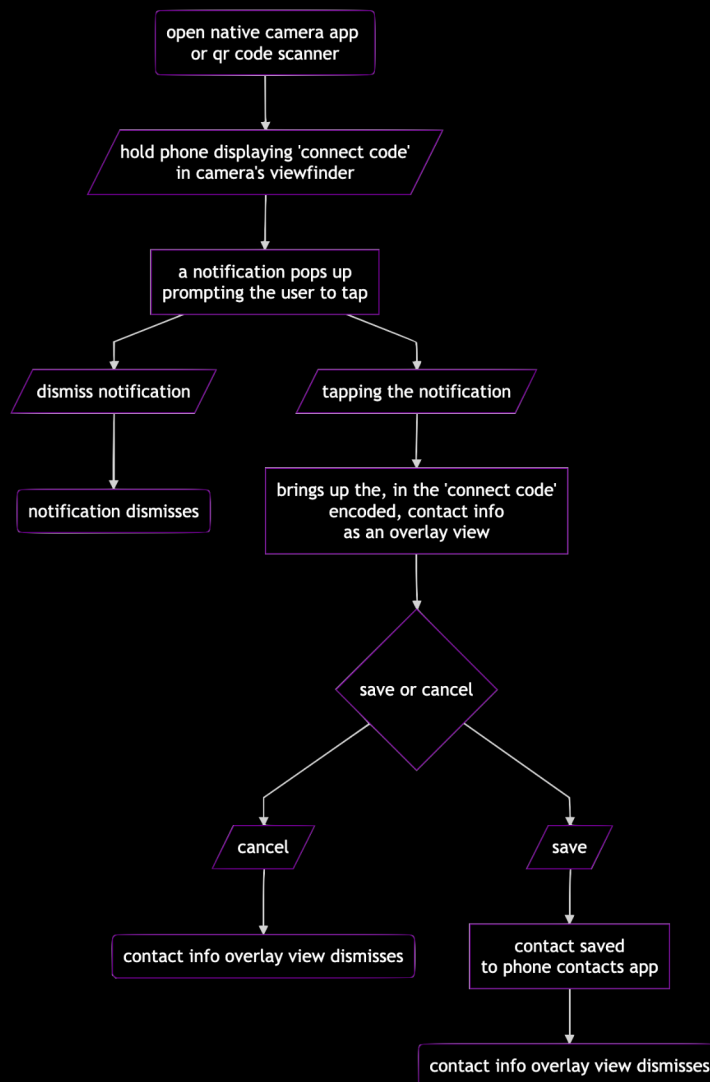 open native camera app
or qr code scanner
hold phone displaying 'connect code'
in camera's viewfinder
a notification pops up
prompting the user to tap
dismiss notification
tapping the notification
notification dismisses
brings up the, in the 'connect code'
encoded, contact info
as an overlay view
save or cancel
cancel
save
contact info overlay view dismisses
contact saved
to phone contacts app
contact info overlay view dismisses